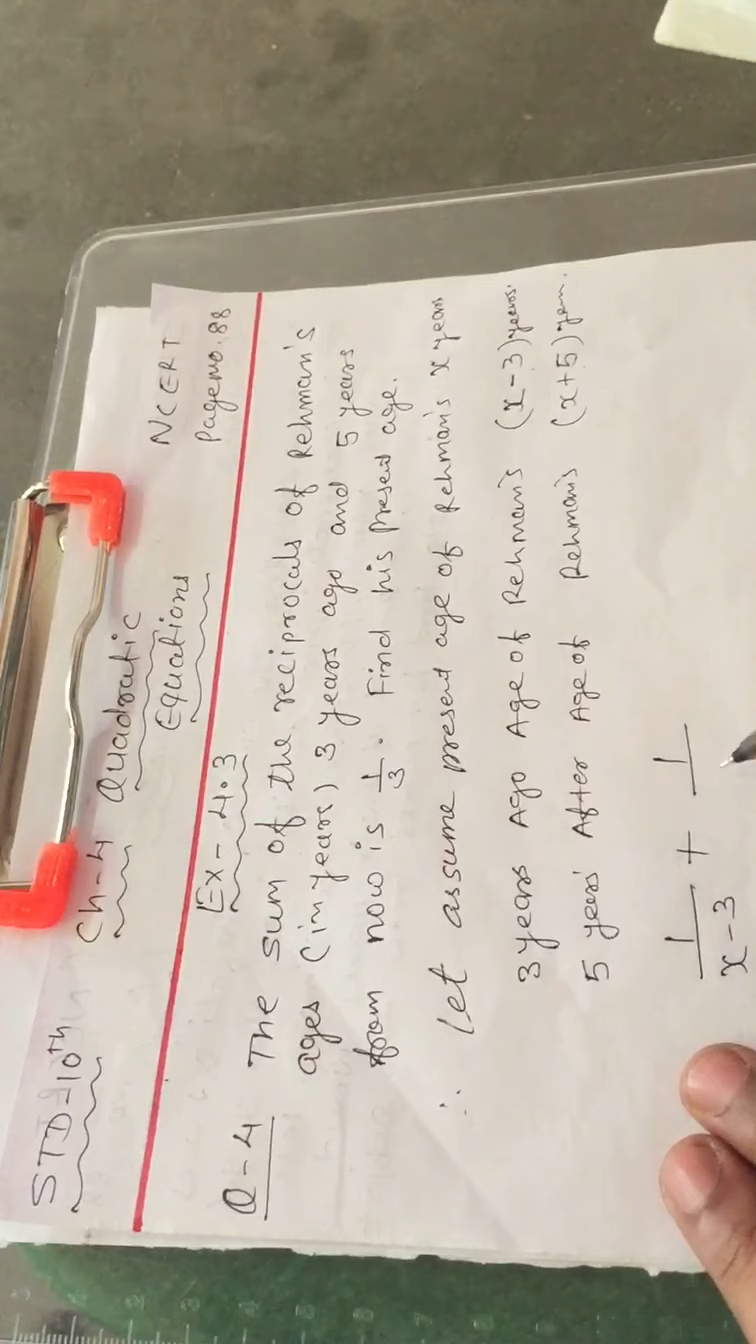 STD-10th
Ch-4 Quadratic Equations
NCERT
Page no. 88
Ex-4.3
Q-4 The sum of the reciprocals of Rehman's
ages (in years) 3 years ago and 5 years
from now is 1/3. Find his present age.
∴ Let assume present age of Rehman's x years
3 years Ago Age of Rehman's (x-3) years.
5 years After Age of Rehman's (x+5) years.
1/x-3 + 1/